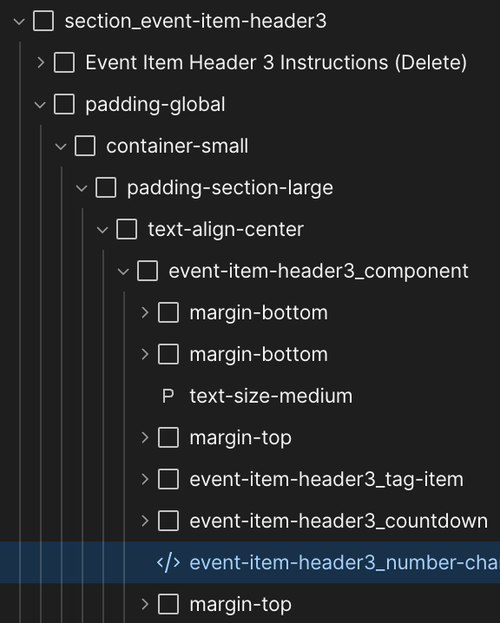 section_event-item-header3
Event Item Header 3 Instructions (Delete)
padding-global
container-small
padding-section-large
text-align-center
event-item-header3_component
margin-bottom
margin-bottom
P text-size-medium
margin-top
event-item-header3_tag-item
event-item-header3_countdown
</> event-item-header3_number-cha
margin-top